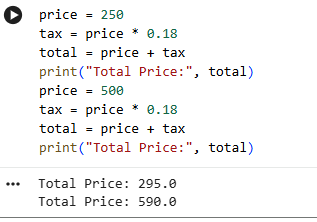 price = 250
tax = price * 0.18
total = price + tax
print("Total Price:", total)
price = 500
tax = price * 0.18
total = price + tax
print("Total Price:", total)
Total Price: 295.0
Total Price: 590.0